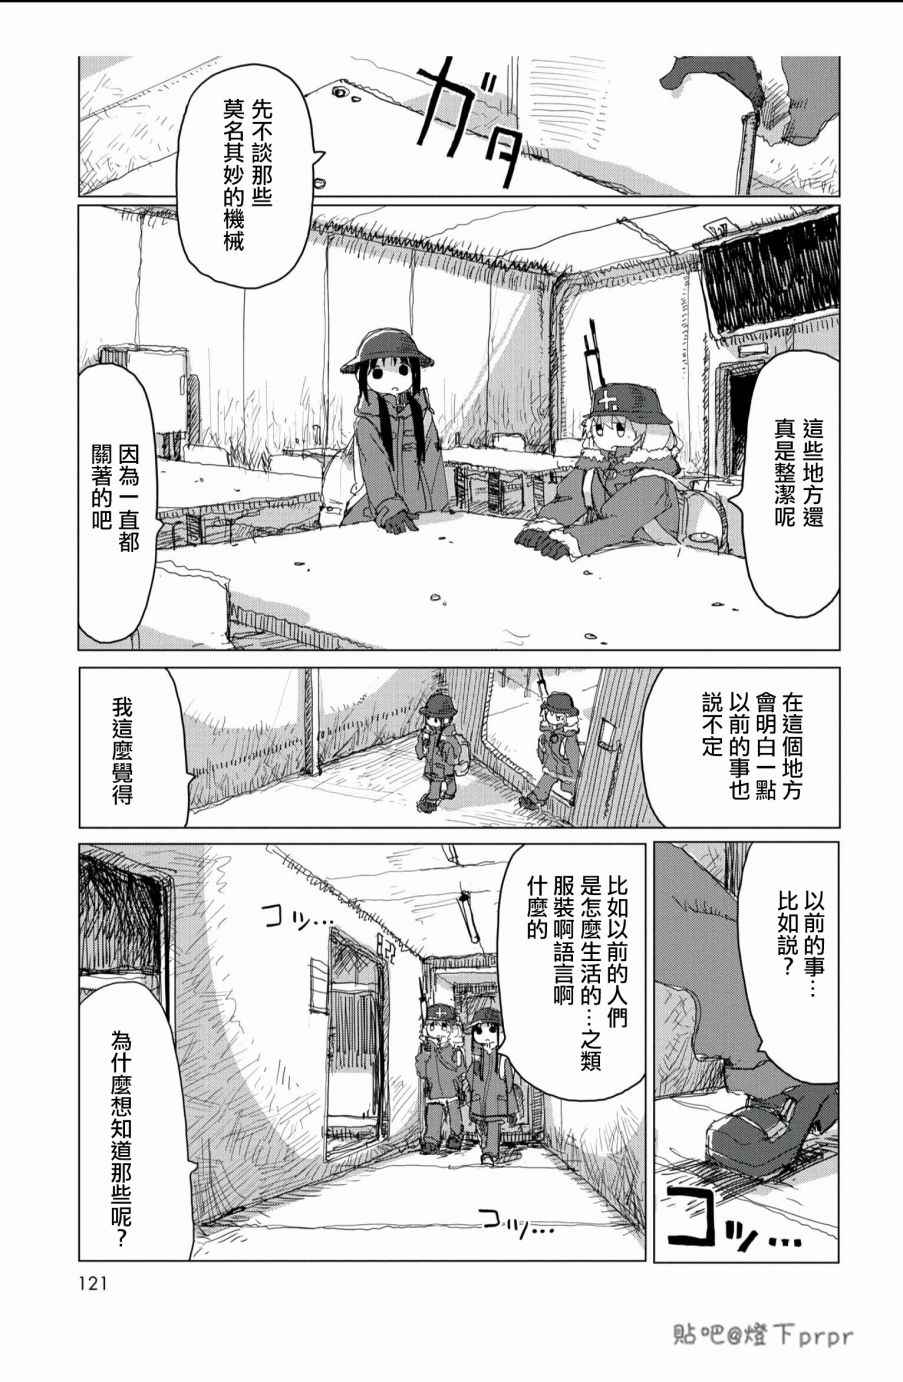 ガタ
先不談那些
莫名其妙的機械
這些地方還
真是整潔呢
因為一直都
關著的吧
在這個地方
會明白一點
以前的事也
說不定
我這麼覺得
以前的事…
比如説？
コッ…
比如以前的人們
是怎麼生活的…之類
服裝啊語言啊
什麼的
コッ…
コッ…
為什麼想知道那些呢？
121
貼吧@燈下prpr